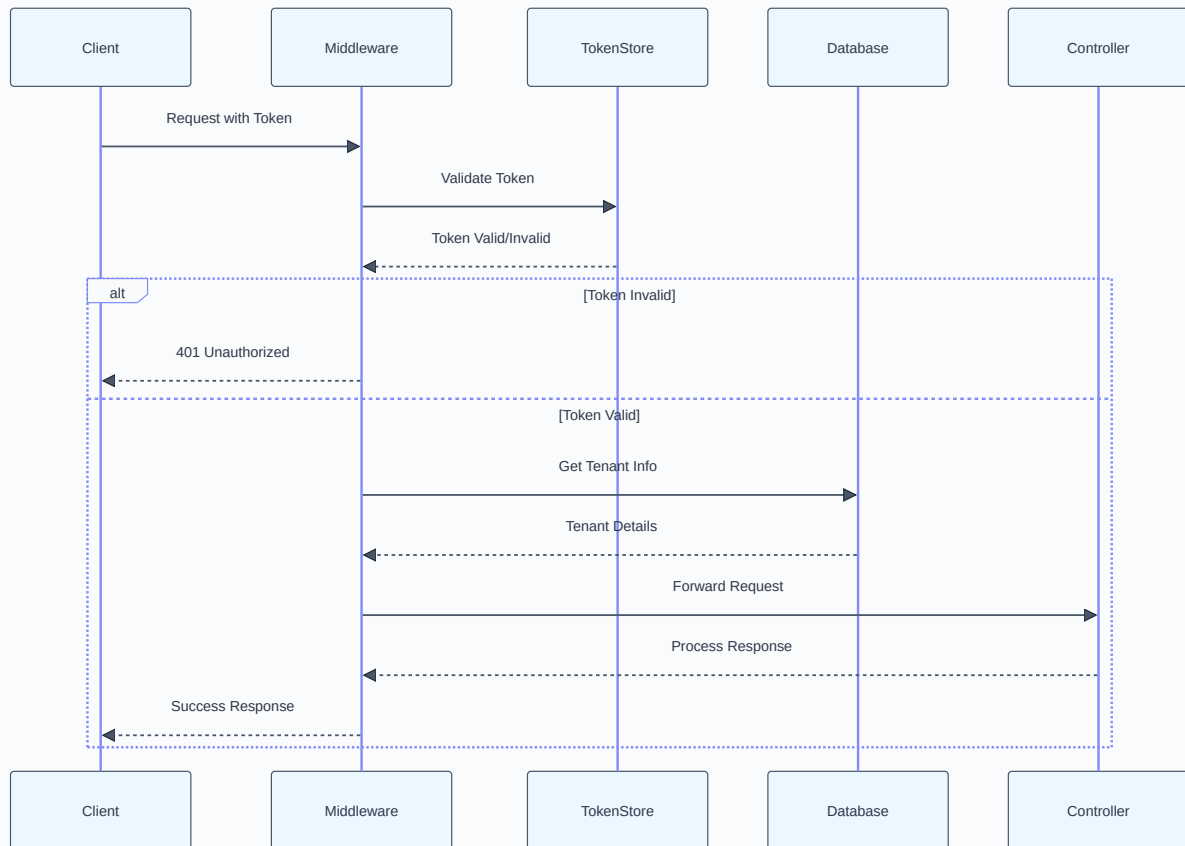 Client
Middleware
TokenStore
Database
Controller
Request with Token
Validate Token
Token Valid/Invalid
alt
[Token Invalid]
401 Unauthorized
[Token Valid]
Get Tenant Info
Tenant Details
Forward Request
Process Response
Success Response
Client
Middleware
TokenStore
Database
Controller